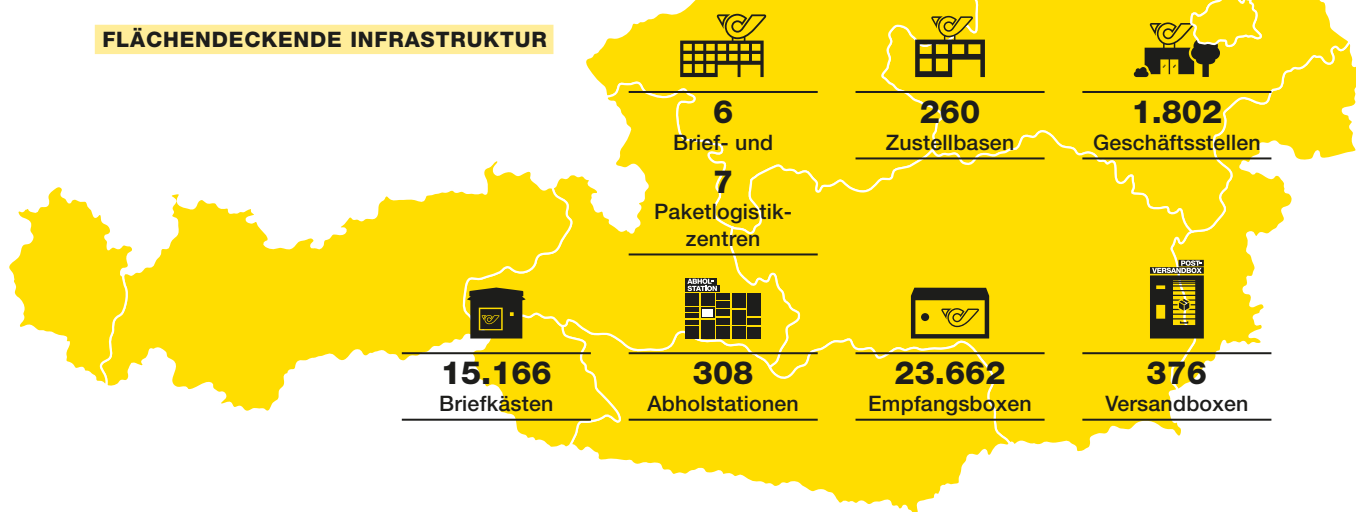 FLÄCHENDECKENDE INFRASTRUKTUR
6
Brief- und
7
Paketlogistik-
zentren
260
Zustellbasen
1.802
Geschäftsstellen
15.166
Briefkästen
ABHOL-
STATION
308
Abholstationen
23.662
Empfangsboxen
POST-
VERSANDBOX
376
Versandboxen